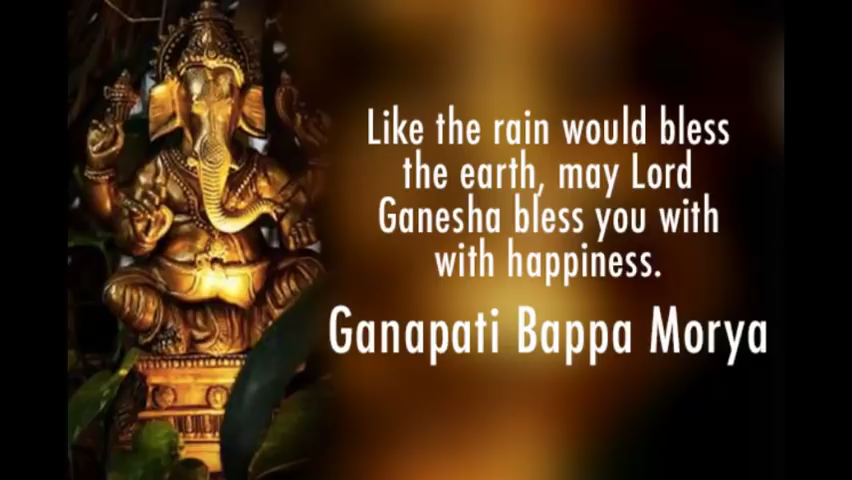 Like the rain would bless
the earth, may Lord
Ganesha bless you with
with happiness.
Ganapati Bappa Morya